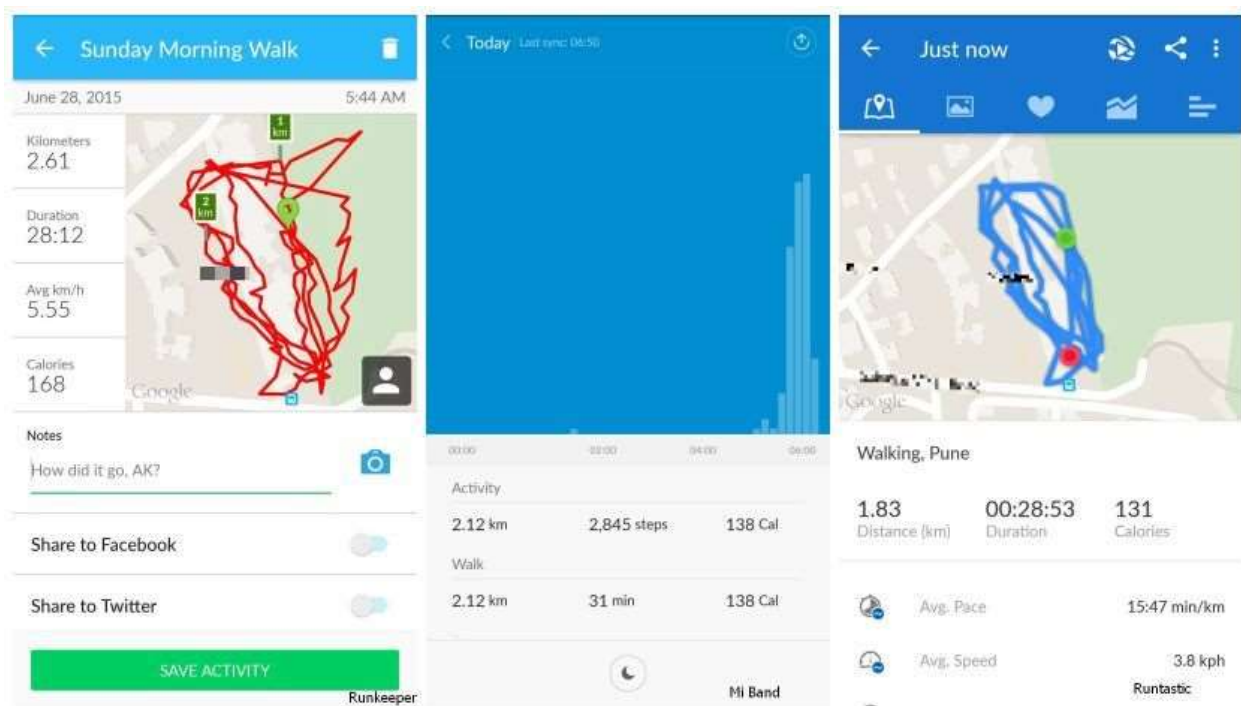 Sunday Morning Walk
June 28, 2015 5:44 AM
Kilometers
2.61
Duration
28:12
Avg km/h
5.55
Calories
168
1
km
2
km
Google
Notes
How did it go, AK?
Share to Facebook
Share to Twitter
SAVE ACTIVITY
Runkeeper
Today Last sync: 06:50
00:00 02:00 04:00 06:00
Activity
2.12 km 2,845 steps 138 Cal
Walk
2.12 km 31 min 138 Cal
Mi Band
Just now
Google
Walking, Pune
1.83 00:28:53 131
Distance (km) Duration Calories
Avg. Pace 15:47 min/km
Avg. Speed 3.8 kph
Runtastic